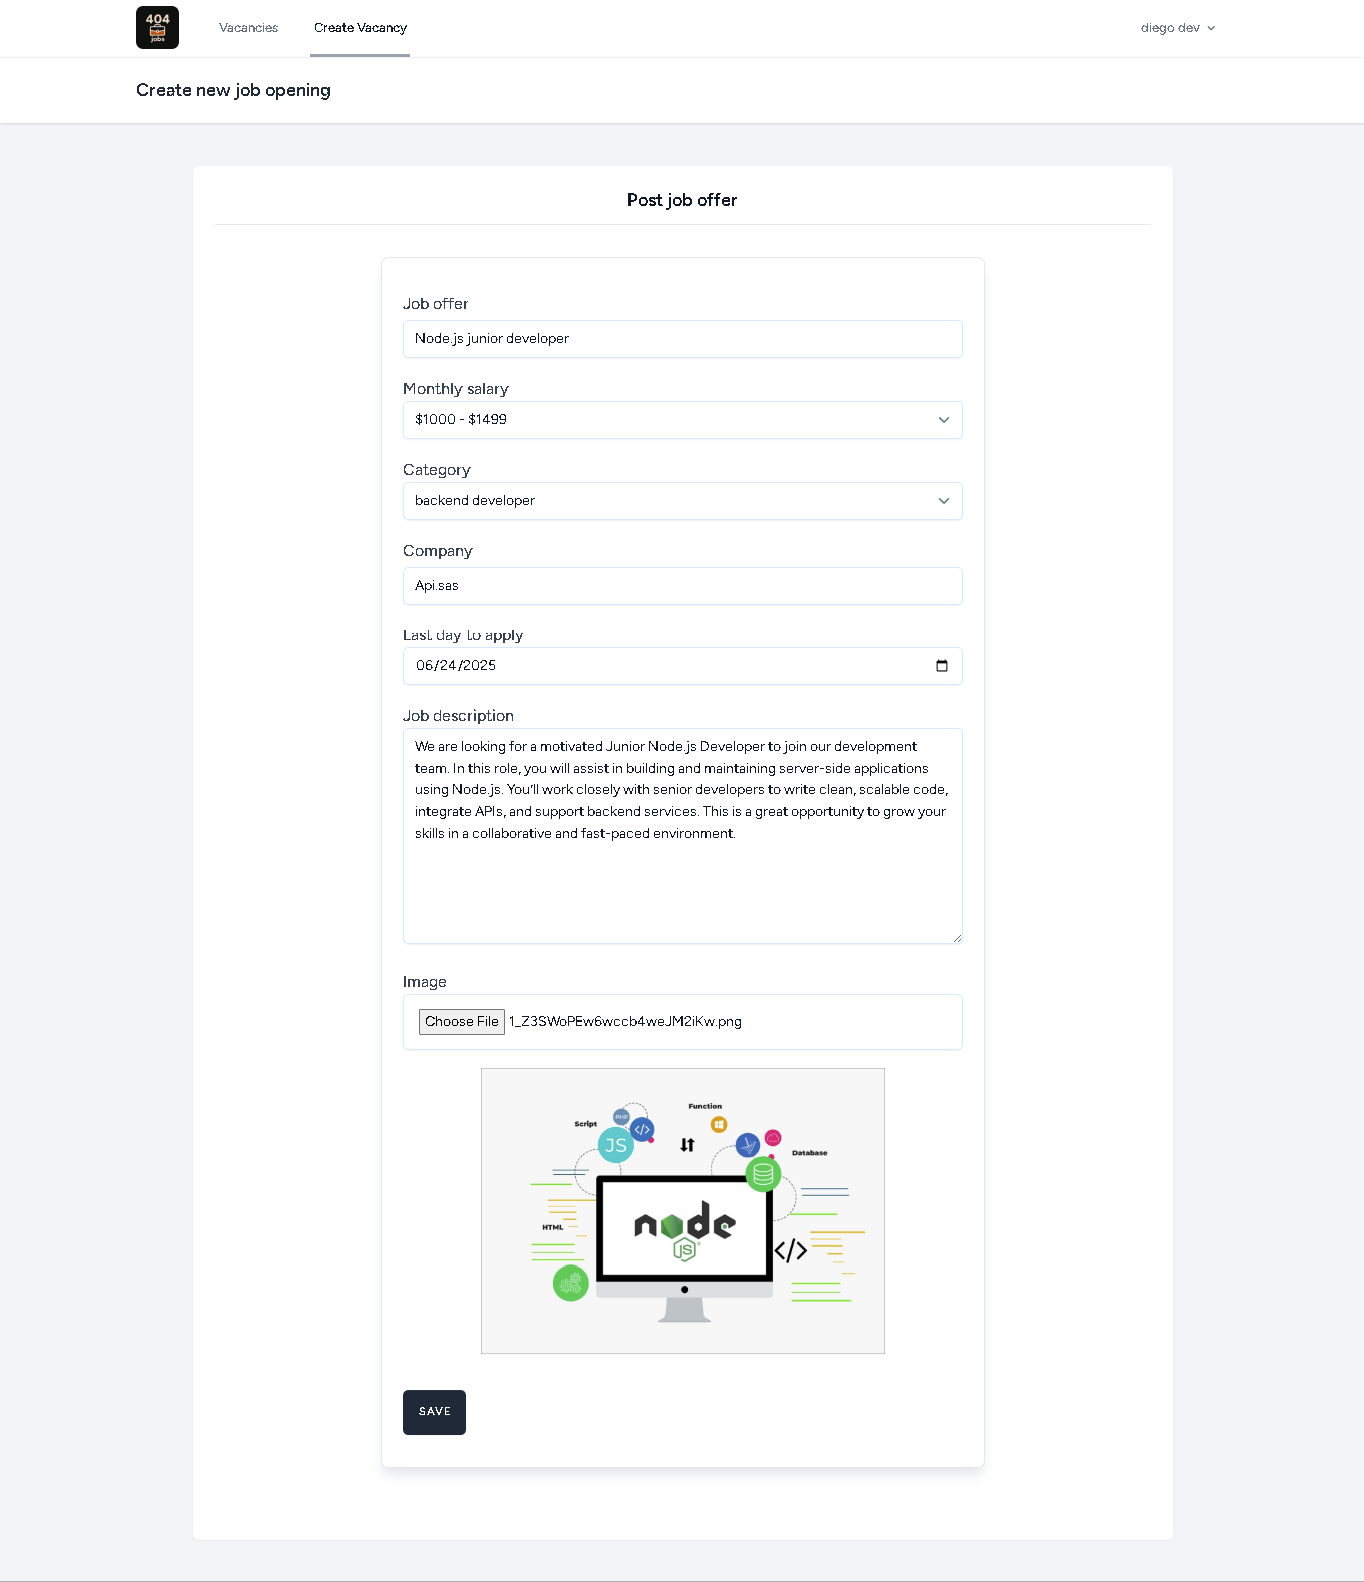 404
jobs
Vacancies
Create Vacancy
diego dev
Create new job opening
Post job offer
Job offer
Node.js junior developer
Monthly salary
$1000 - $1499
Category
backend developer
Company
Api.sas
Last day to apply
06/24/2025
Job description
We are looking for a motivated Junior Node.js Developer to join our development
team. In this role, you will assist in building and maintaining server-side applications
using Node.js. You'll work closely with senior developers to write clean, scalable code,
integrate APIs, and support backend services. This is a great opportunity to grow your
skills in a collaborative and fast-paced environment.
Image
Choose File 1_Z3SWoPEw6wccb4weJM2iKw.png
Function
PHP
Script
</>
JS
Database
node
HTML
JS
</>
SAVE